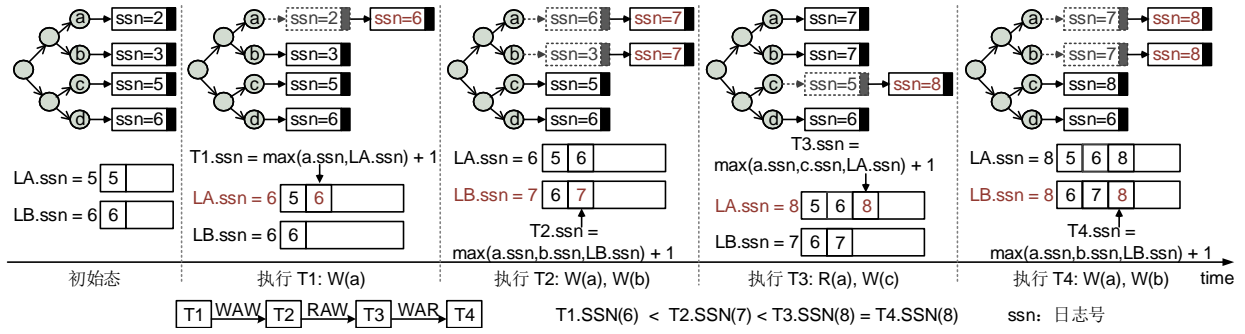 a ssn=2
b ssn=3
c ssn=5
d ssn=6
LA.ssn = 5 5
LB.ssn = 6 6
初始态
a ssn=2 ssn=6
b ssn=3
c ssn=5
d ssn=6
T1.ssn = max(a.ssn,LA.ssn) + 1
LA.ssn = 6 5 6
LB.ssn = 6 6
执行 T1: W(a)
a ssn=6 ssn=7
b ssn=3 ssn=7
c ssn=5
d ssn=6
LA.ssn = 6 5 6
LB.ssn = 7 6 7
T2.ssn =
max(a.ssn,b.ssn,LB.ssn) + 1
执行 T2: W(a), W(b)
a ssn=7
b ssn=7
c ssn=5 ssn=8
d ssn=6
T3.ssn =
max(a.ssn,c.ssn,LA.ssn) + 1
LA.ssn = 8 5 6 8
LB.ssn = 7 6 7
执行 T3: R(a), W(c)
a ssn=7 ssn=8
b ssn=7 ssn=8
c ssn=8
d ssn=6
LA.ssn = 8 5 6 8
LB.ssn = 8 6 7 8
T4.ssn =
max(a.ssn,b.ssn,LB.ssn) + 1
执行 T4: W(a), W(b)
time
T1 WAW T2 RAW T3 WAR T4
T1.SSN(6) < T2.SSN(7) < T3.SSN(8) = T4.SSN(8)
ssn: 日志号